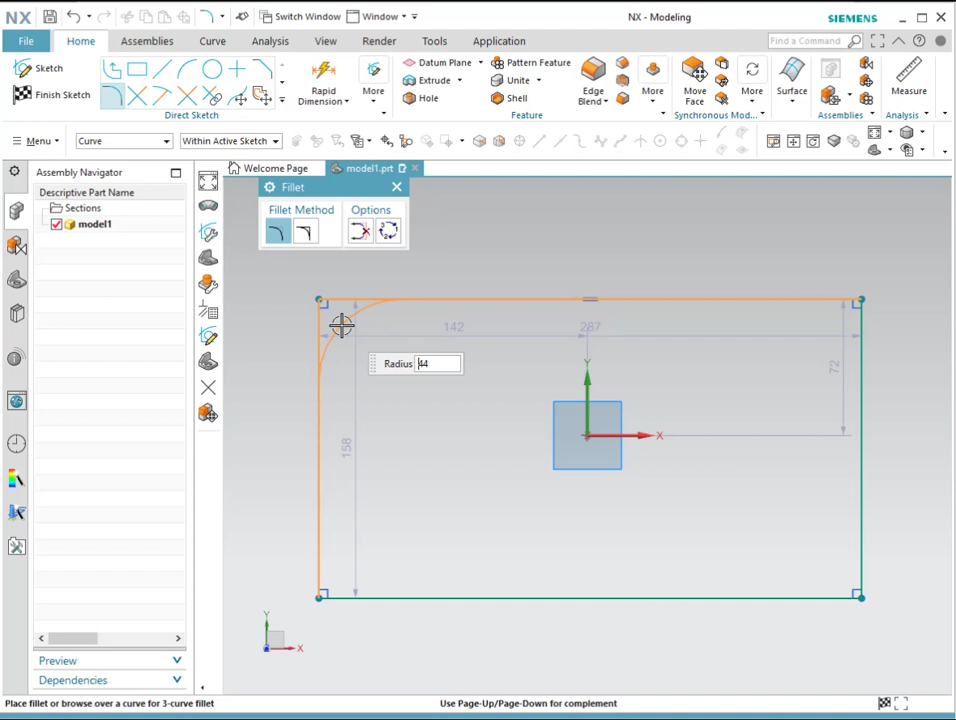 NX
Switch Window
Window
NX - Modeling
SIEMENS
File
Home
Assemblies
Curve
Analysis
View
Render
Tools
Application
Find a Command
Sketch
Finish Sketch
Rapid
Dimension
More
Datum Plane
Extrude
Hole
Pattern Feature
Unite
Shell
Edge
Blend
More
Move
Face
More
Surface
Assemblies
Measure
Direct Sketch
Feature
Synchronous Mod...
Analysis
Menu
Curve
Within Active Sketch
Assembly Navigator
Welcome Page
model1.prt
Descriptive Part Name
Sections
model1
Fillet
Fillet Method
Options
142
287
72
Radius 44
158
Y
X
Y
X
Preview
Dependencies
Place fillet or browse over a curve for 3-curve fillet
Use Page-Up/Page-Down for complement